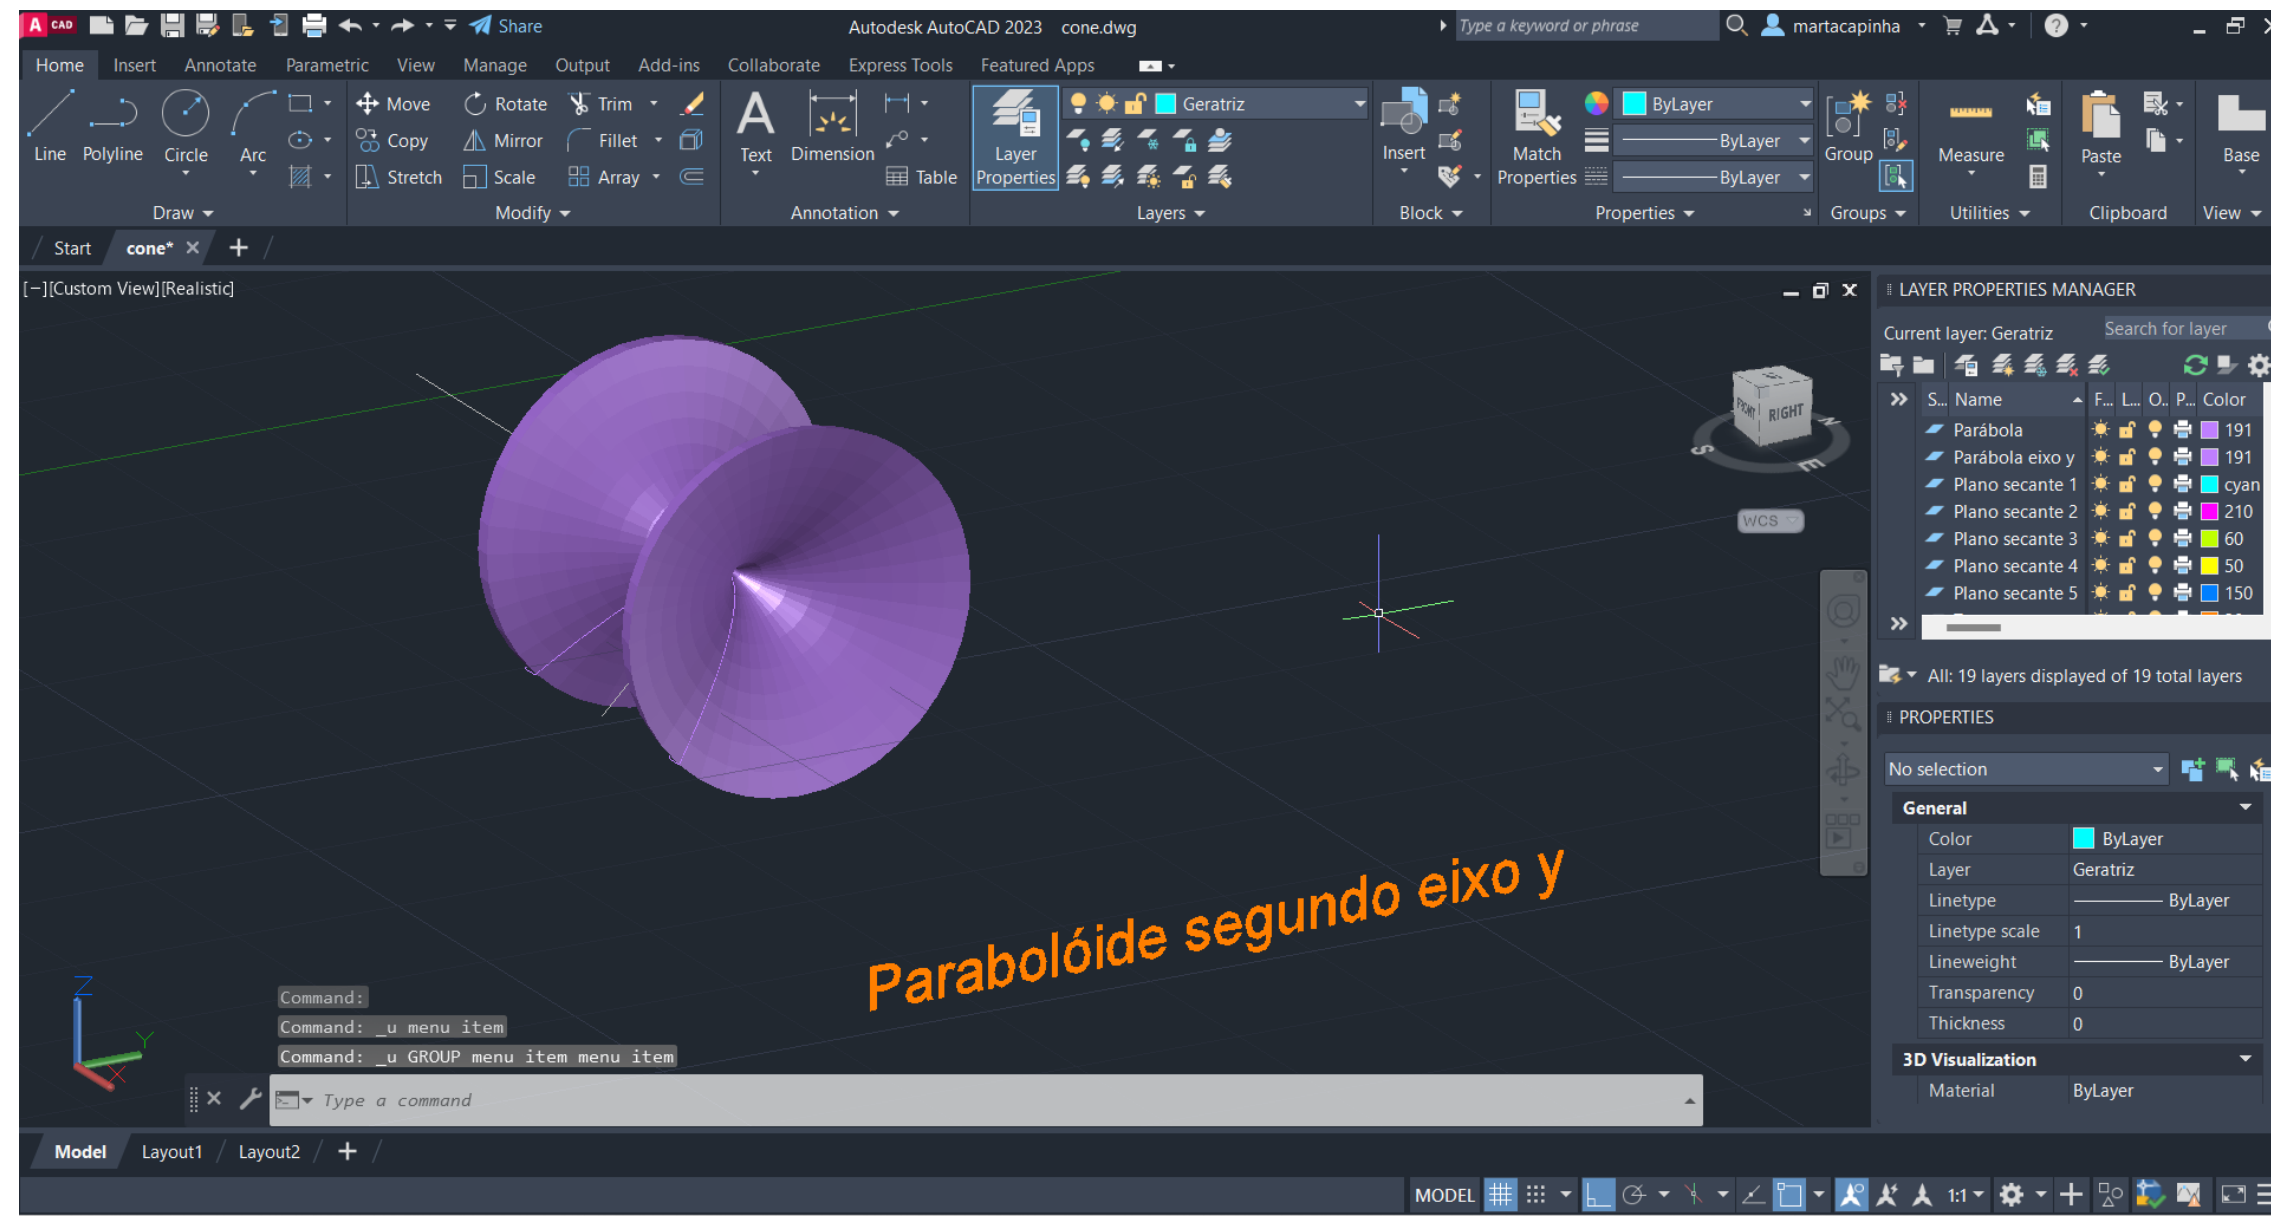 A CAD Share Autodesk AutoCAD 2023 cone.dwg Type a keyword or phrase martacapinha
Home Insert Annotate Parametric View Manage Output Add-ins Collaborate Express Tools Featured Apps
Line Polyline Circle Arc
Draw
Move Rotate Trim
Copy Mirror Fillet
Stretch Scale Array
Modify
Text Dimension Table
Annotation
Layer Properties Geratriz
Layers
Insert
Block
Match Properties ByLayer
ByLayer
ByLayer
Properties
Group
Groups
Measure
Utilities
Paste
Clipboard
Base
View
Start cone*
[−][Custom View][Realistic]
FRONT RIGHT
S E N
WCS
Parabolóide segundo eixo y
Z
Y
X
Command:
Command: _u menu item
Command: _u GROUP menu item menu item
Type a command
LAYER PROPERTIES MANAGER
Current layer: Geratriz Search for layer
S.. Name F... L... O.. P... Color
Parábola 191
Parábola eixo y 191
Plano secante 1 cyan
Plano secante 2 210
Plano secante 3 60
Plano secante 4 50
Plano secante 5 150
All: 19 layers displayed of 19 total layers
PROPERTIES
No selection
General
Color ByLayer
Layer Geratriz
Linetype ByLayer
Linetype scale 1
Lineweight ByLayer
Transparency 0
Thickness 0
3D Visualization
Material ByLayer
Model Layout1 Layout2
MODEL 1:1